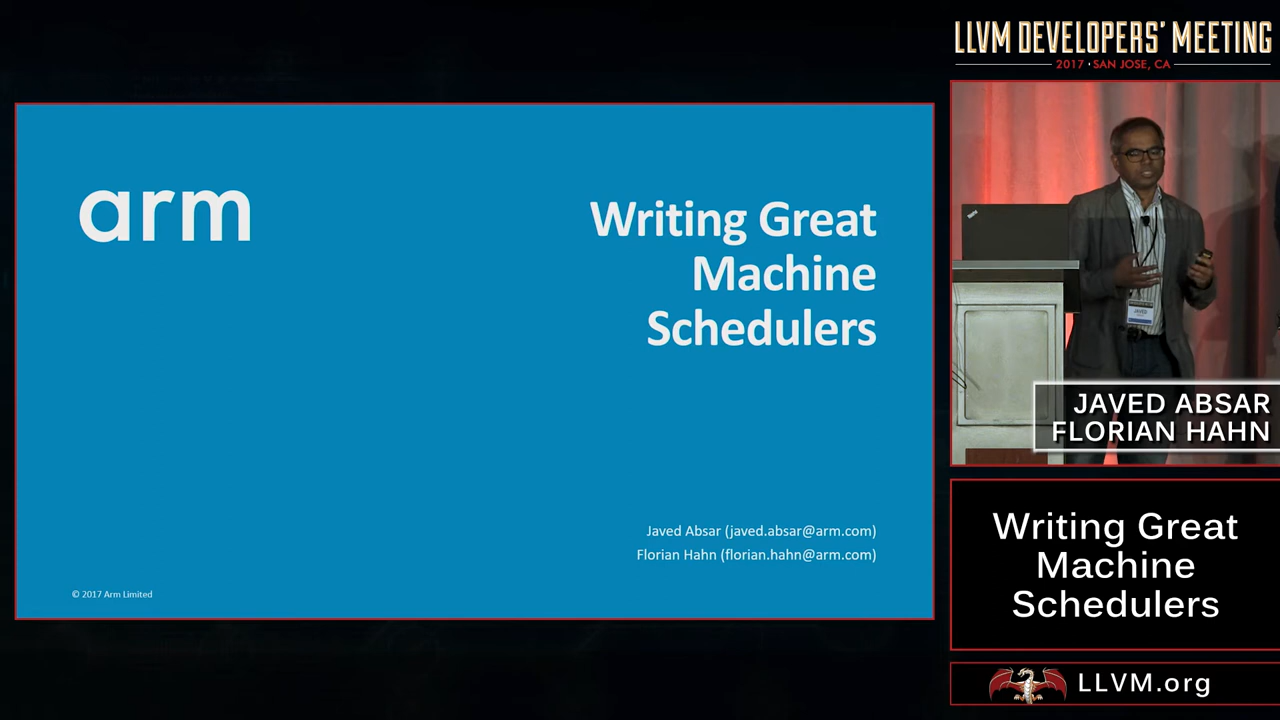 LLVM DEVELOPERS' MEETING
2017 · SAN JOSE, CA
arm
Writing Great
Machine
Schedulers
Javed Absar (javed.absar@arm.com)
Florian Hahn (florian.hahn@arm.com)
© 2017 Arm Limited
JAVED
JAVED ABSAR
FLORIAN HAHN
Writing Great
Machine
Schedulers
LLVM.org